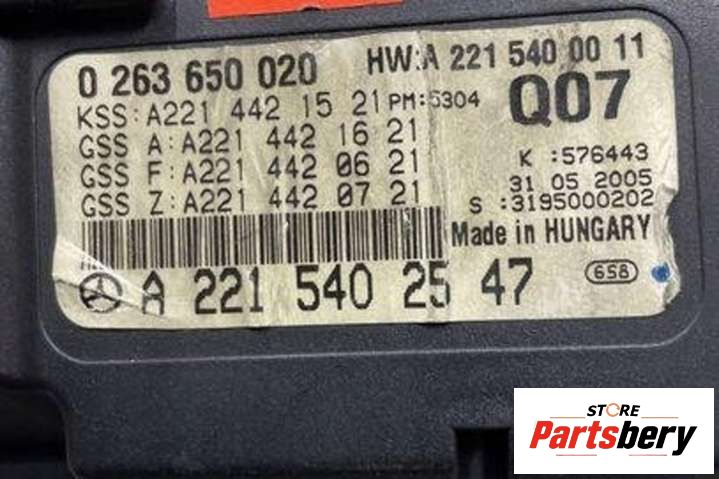 0 263 650 020 HW:A 221 540 00 11
KSS:A221 442 15 21 PM:5304 Q07
GSS A:A221 442 16 21
GSS F:A221 442 06 21 K :576443
GSS Z:A221 442 07 21 31 05 2005
S :3195000202
Made in HUNGARY
A 221 540 25 47 658
STORE
Partsbery